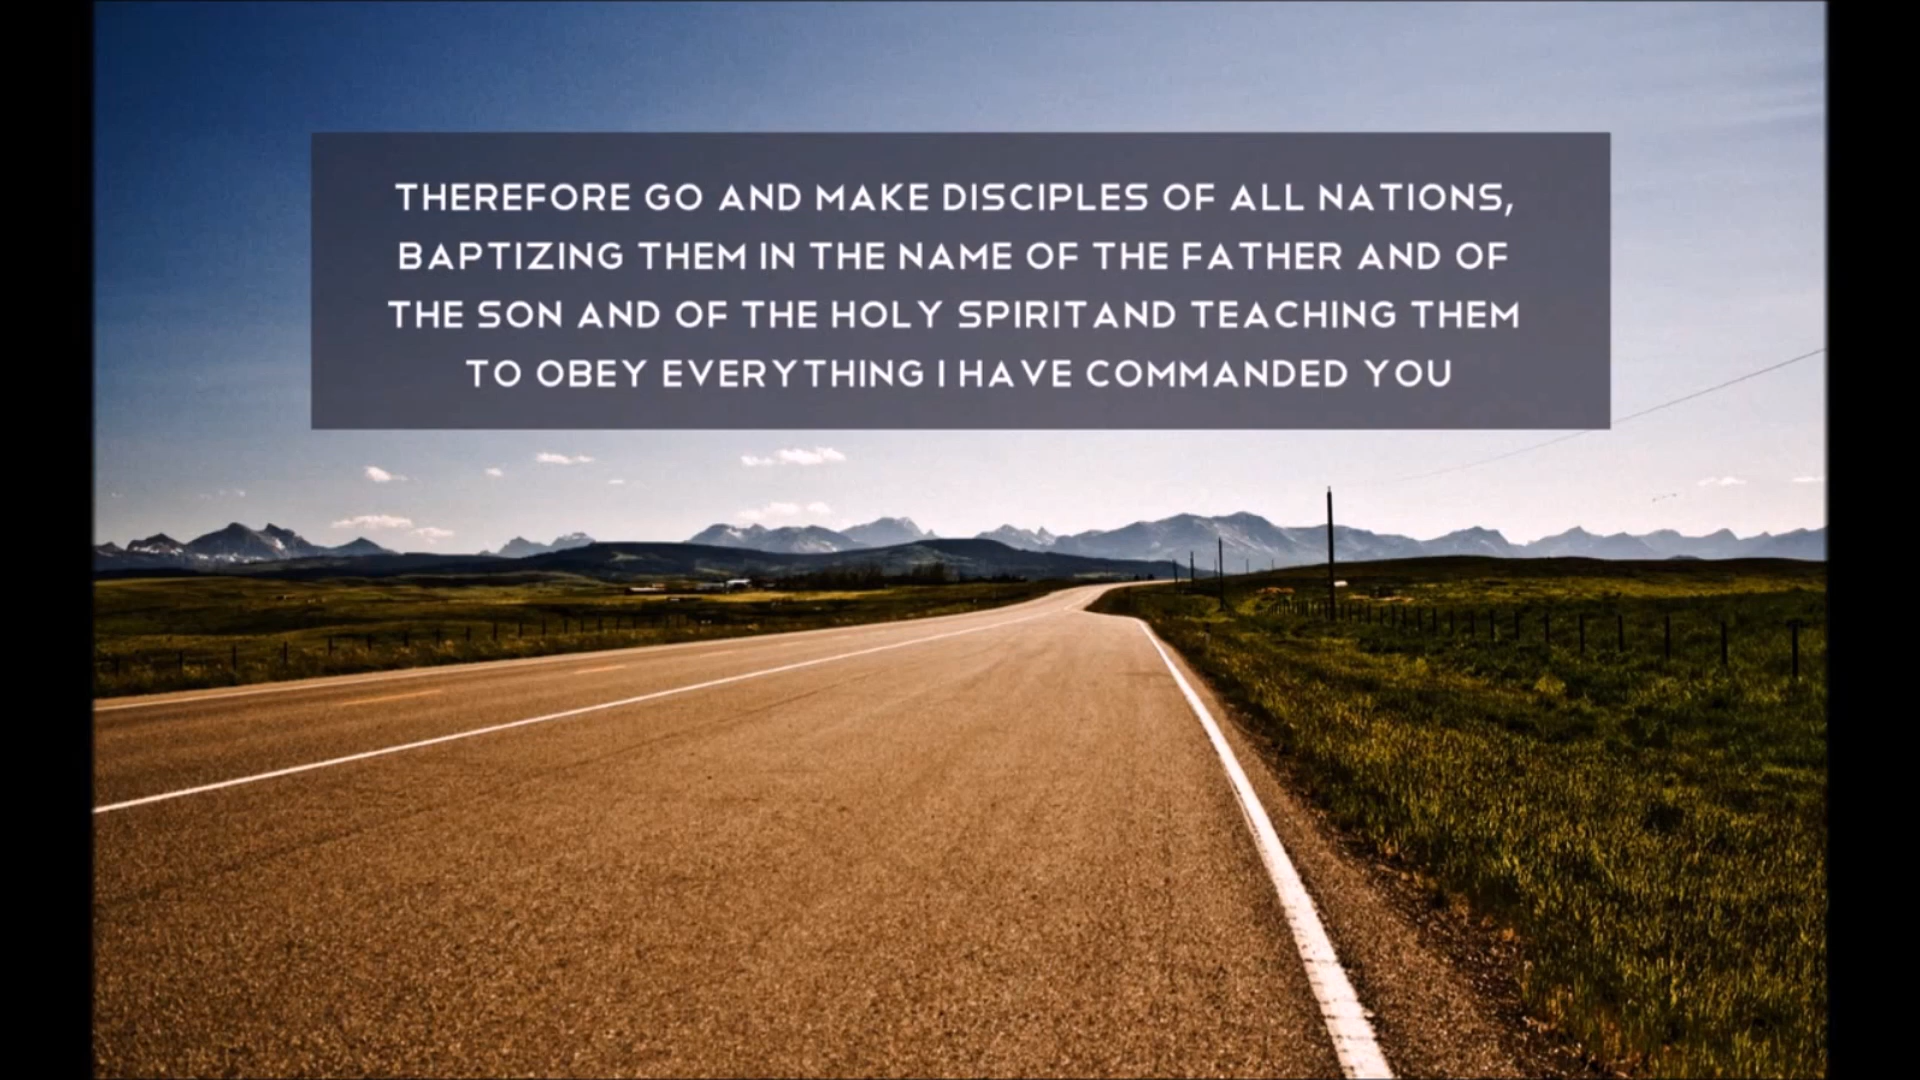 THEREFORE GO AND MAKE DISCIPLES OF ALL NATIONS,
BAPTIZING THEM IN THE NAME OF THE FATHER AND OF
THE SON AND OF THE HOLY SPIRITAND TEACHING THEM
TO OBEY EVERYTHING I HAVE COMMANDED YOU